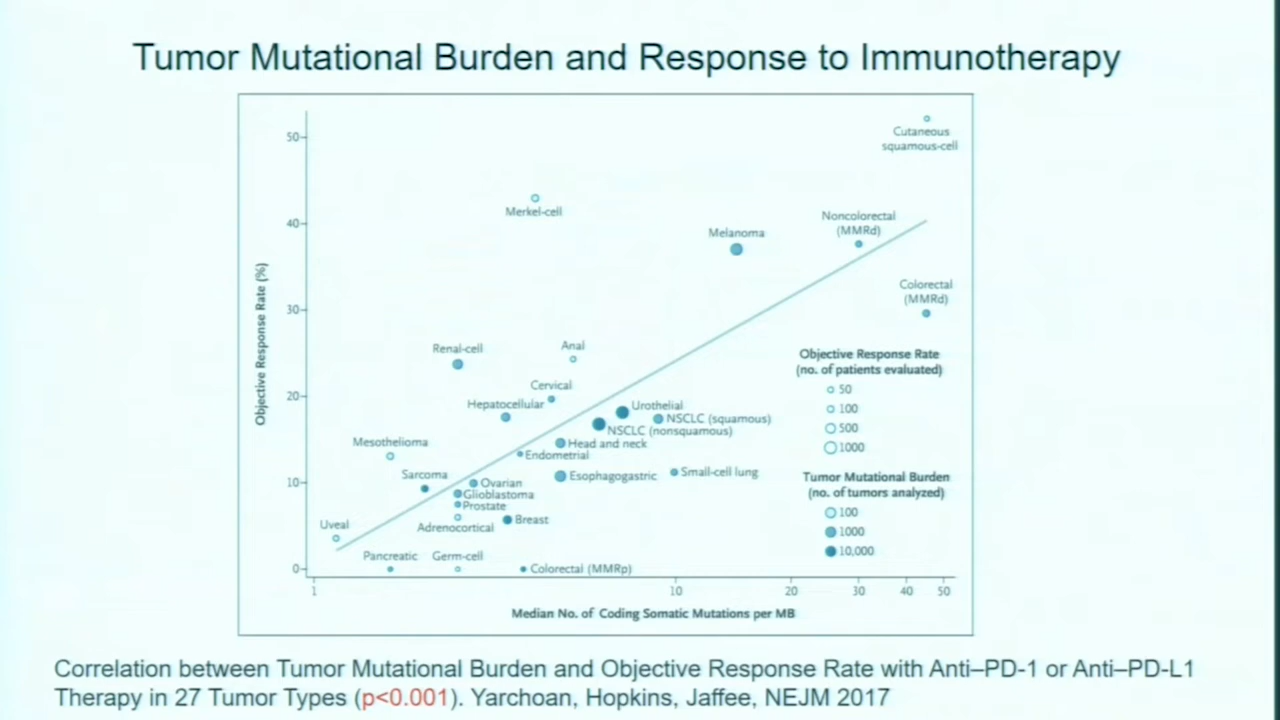 Tumor Mutational Burden and Response to Immunotherapy
50
Cutaneous
squamous-cell
Merkel-cell
40
Melanoma
Noncolorectal
(MMRd)
Colorectal
(MMRd)
30
Objective Response Rate (%)
Renal-cell
Anal
Objective Response Rate
(no. of patients evaluated)
50
100
500
1000
Cervical
20
Hepatocellular
Urothelial
NSCLC (squamous)
NSCLC (nonsquamous)
Mesothelioma
Head and neck
Endometrial
Sarcoma
Esophagogastric
Small-cell lung
Tumor Mutational Burden
(no. of tumors analyzed)
100
1000
10,000
10
Ovarian
Glioblastoma
Prostate
Adrenocortical
Breast
Uveal
Pancreatic
Germ-cell
0
Colorectal (MMRp)
1 10 20 30 40 50
Median No. of Coding Somatic Mutations per MB
Correlation between Tumor Mutational Burden and Objective Response Rate with Anti–PD-1 or Anti–PD-L1
Therapy in 27 Tumor Types (p<0.001). Yarchoan, Hopkins, Jaffee, NEJM 2017